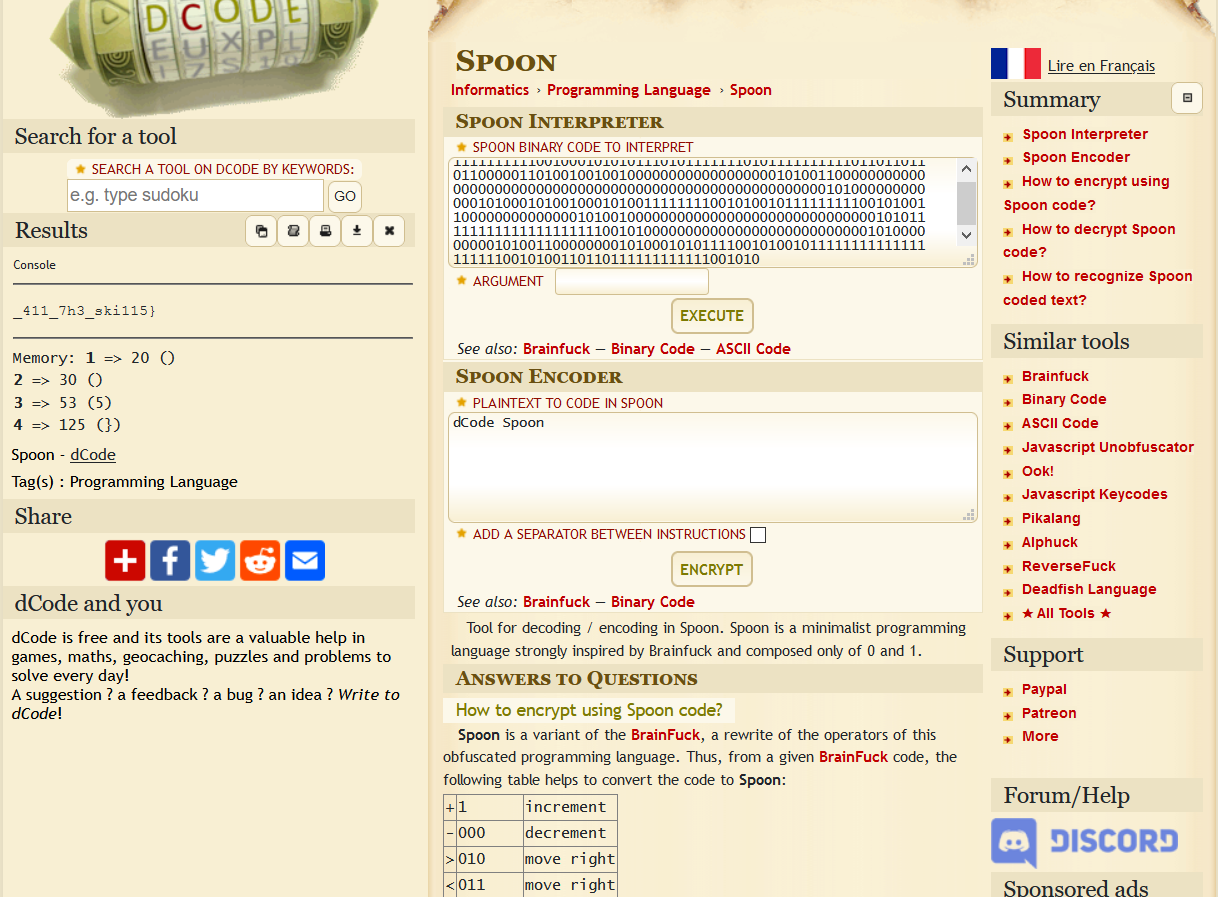 DCODE
Search for a tool
SEARCH A TOOL ON DCODE BY KEYWORDS:
e.g. type sudoku
GO
Results
Console
_411_7h3_ski115}
Memory: 1 => 20 ()
2 => 30 ()
3 => 53 (5)
4 => 125 (})
Spoon - dCode
Tag(s) : Programming Language
Share
dCode and you
dCode is free and its tools are a valuable help in
games, maths, geocaching, puzzles and problems to
solve every day!
A suggestion ? a feedback ? a bug ? an idea ? Write to
dCode!
Spoon
Informatics › Programming Language › Spoon
Spoon Interpreter
SPOON BINARY CODE TO INTERPRET
ARGUMENT
EXECUTE
See also: Brainfuck — Binary Code — ASCII Code
Spoon Encoder
PLAINTEXT TO CODE IN SPOON
dCode Spoon
ADD A SEPARATOR BETWEEN INSTRUCTIONS
ENCRYPT
See also: Brainfuck — Binary Code
Tool for decoding / encoding in Spoon. Spoon is a minimalist programming
language strongly inspired by Brainfuck and composed only of 0 and 1.
Answers to Questions
How to encrypt using Spoon code?
Spoon is a variant of the BrainFuck, a rewrite of the operators of this
obfuscated programming language. Thus, from a given BrainFuck code, the
following table helps to convert the code to Spoon:
+ 1 increment
- 000 decrement
> 010 move right
< 011 move right
Lire en Français
Summary
Spoon Interpreter
Spoon Encoder
How to encrypt using
Spoon code?
How to decrypt Spoon
code?
How to recognize Spoon
coded text?
Similar tools
Brainfuck
Binary Code
ASCII Code
Javascript Unobfuscator
Ook!
Javascript Keycodes
Pikalang
Alphuck
ReverseFuck
Deadfish Language
★ All Tools ★
Support
Paypal
Patreon
More
Forum/Help
DISCORD
Sponsored ads